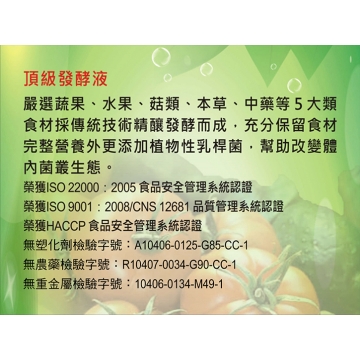 頂級發酵液
嚴選蔬果、水果、菇類、本草、中藥等5大類
食材採傳統技術精釀發酵而成，充分保留食材
完整營養外更添加植物性乳桿菌，幫助改變體
內菌叢生態。
榮獲ISO 22000：2005 食品安全管理系統認證
榮獲ISO 9001：2008/CNS 12681 品質管理系統認證
榮獲HACCP 食品安全管理系統認證
無塑化劑檢驗字號：A10406-0125-G85-CC-1
無農藥檢驗字號：R10407-0034-G90-CC-1
無重金屬檢驗字號：10406-0134-M49-1